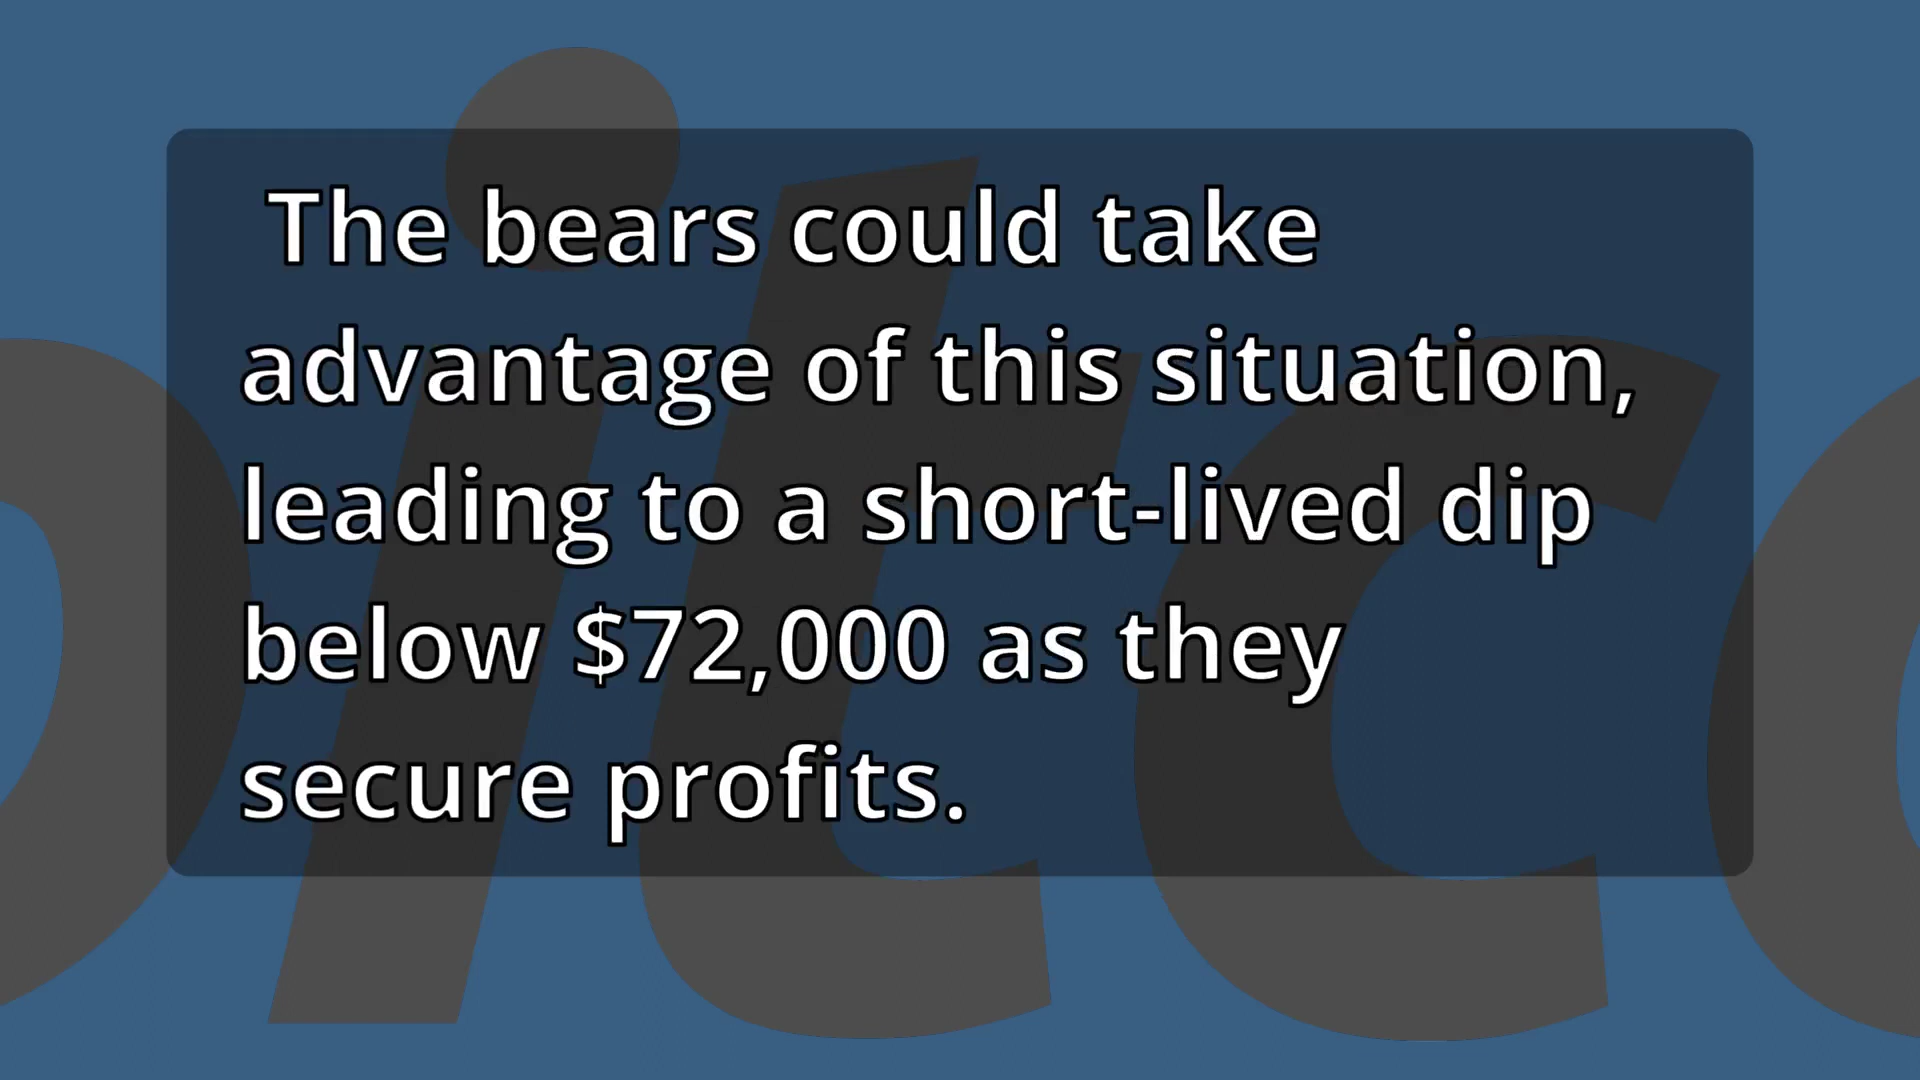 The bears could take
advantage of this situation,
leading to a short-lived dip
below $72,000 as they
secure profits.
bitco